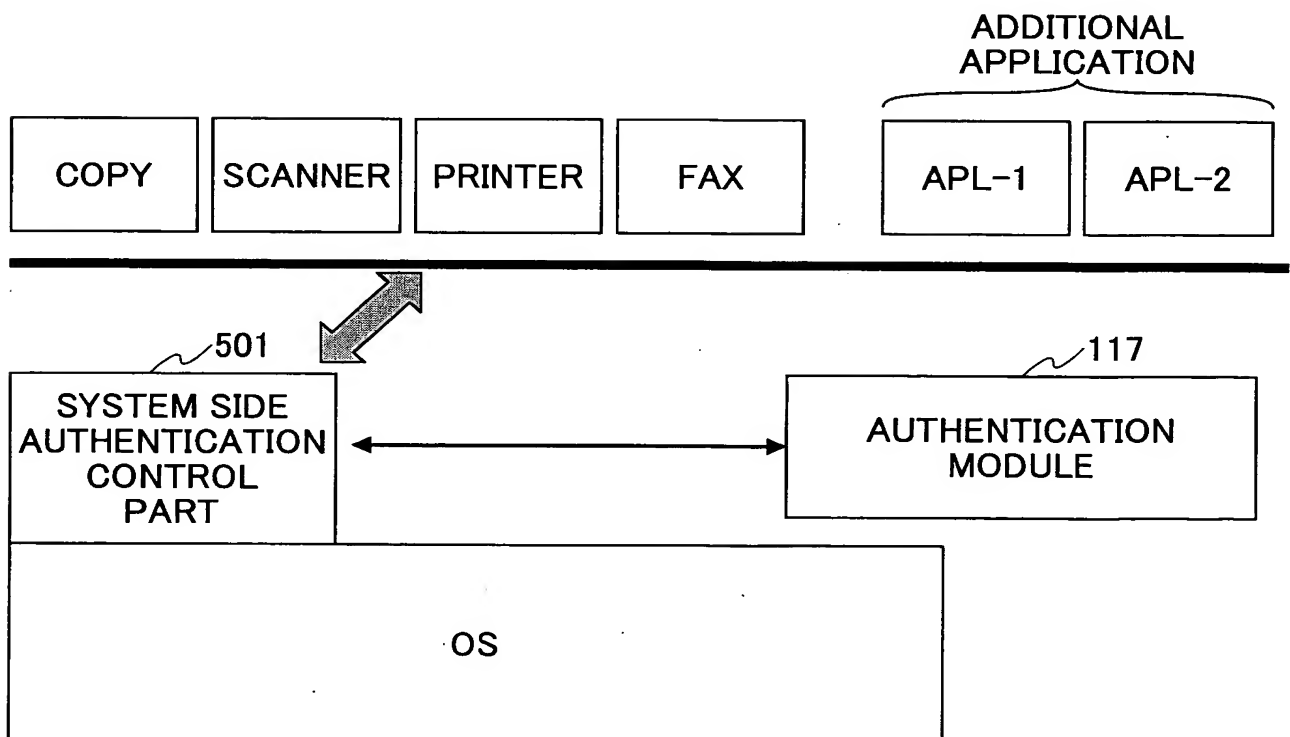 ADDITIONAL
APPLICATION
COPY
SCANNER
PRINTER
FAX
APL-1
APL-2
501
117
SYSTEM SIDE
AUTHENTICATION
CONTROL
PART
AUTHENTICATION
MODULE
OS